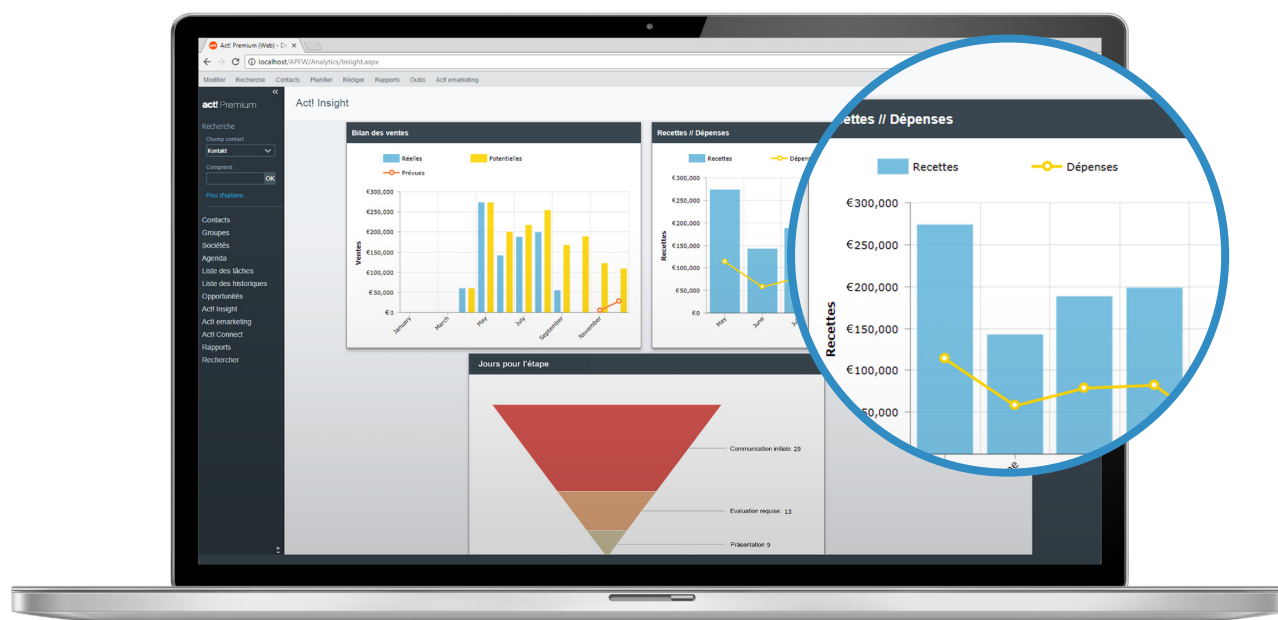 Act! Premium (Web) - D
localhost/APFW/Analytics/Insight.aspx
Modifier Recherche Contacts Planifier Rédiger Rapports Outils Act! emarketing
act! Premium
Act! Insight
Recherche
Champ contact
Kontakt
Comprend
OK
Plus d'options...
Contacts
Groupes
Sociétés
Agenda
Liste des tâches
Liste des historiques
Opportunités
Act! Insight
Act! emarketing
Act! Connect
Rapports
Rechercher
Bilan des ventes
Réelles Potentielles
Prévues
€300,000
€250,000
€200,000
€150,000
€100,000
€50,000
€0
Ventes
January March May July September November
Recettes // Dépenses
Recettes Dépen
€300,000
€250,000
€200,000
€150,000
€100,000
€50,000
€0
Recettes
May June Ju
ettes // Dépenses
Recettes Dépenses
€300,000
€250,000
€200,000
€150,000
€100,000
50,000
Recettes
ne
Jours pour l'étape
Communication initiale: 29
Evaluation requise: 13
Présentation 9